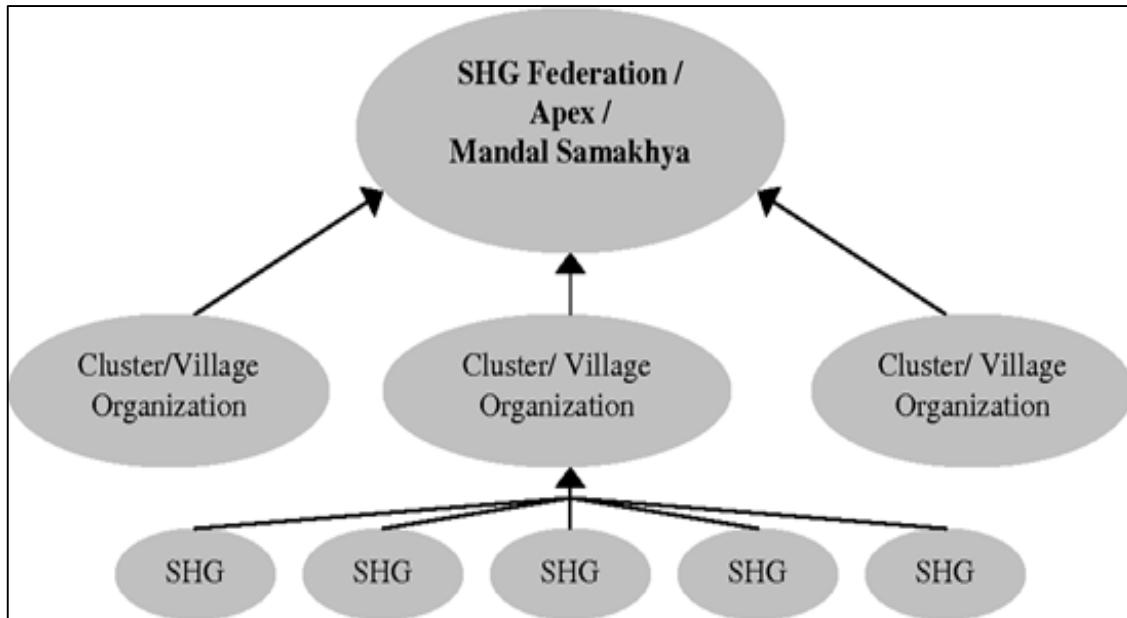 SHG Federation /
Apex /
Mandal Samakhya
Cluster/Village
Organization
Cluster/ Village
Organization
Cluster/ Village
Organization
SHG
SHG
SHG
SHG
SHG